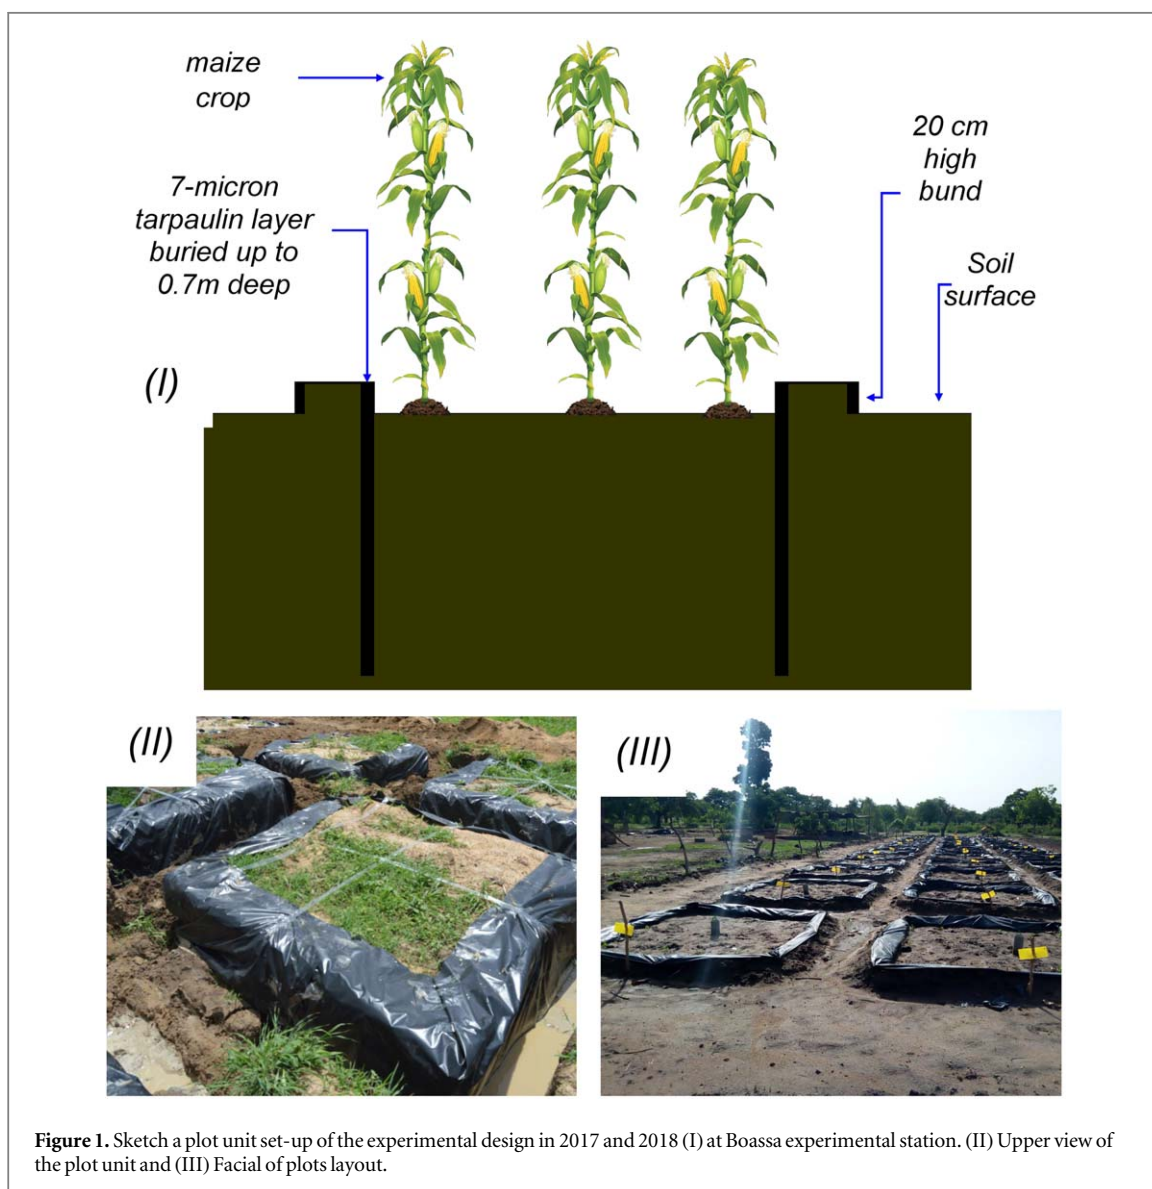 maize
crop
7-micron
tarpaulin layer
buried up to
0.7m deep
20 cm
high
bund
Soil
surface
(I)
(II)
(III)
Figure 1. Sketch a plot unit set-up of the experimental design in 2017 and 2018 (I) at Boassa experimental station. (II) Upper view of
the plot unit and (III) Facial of plots layout.